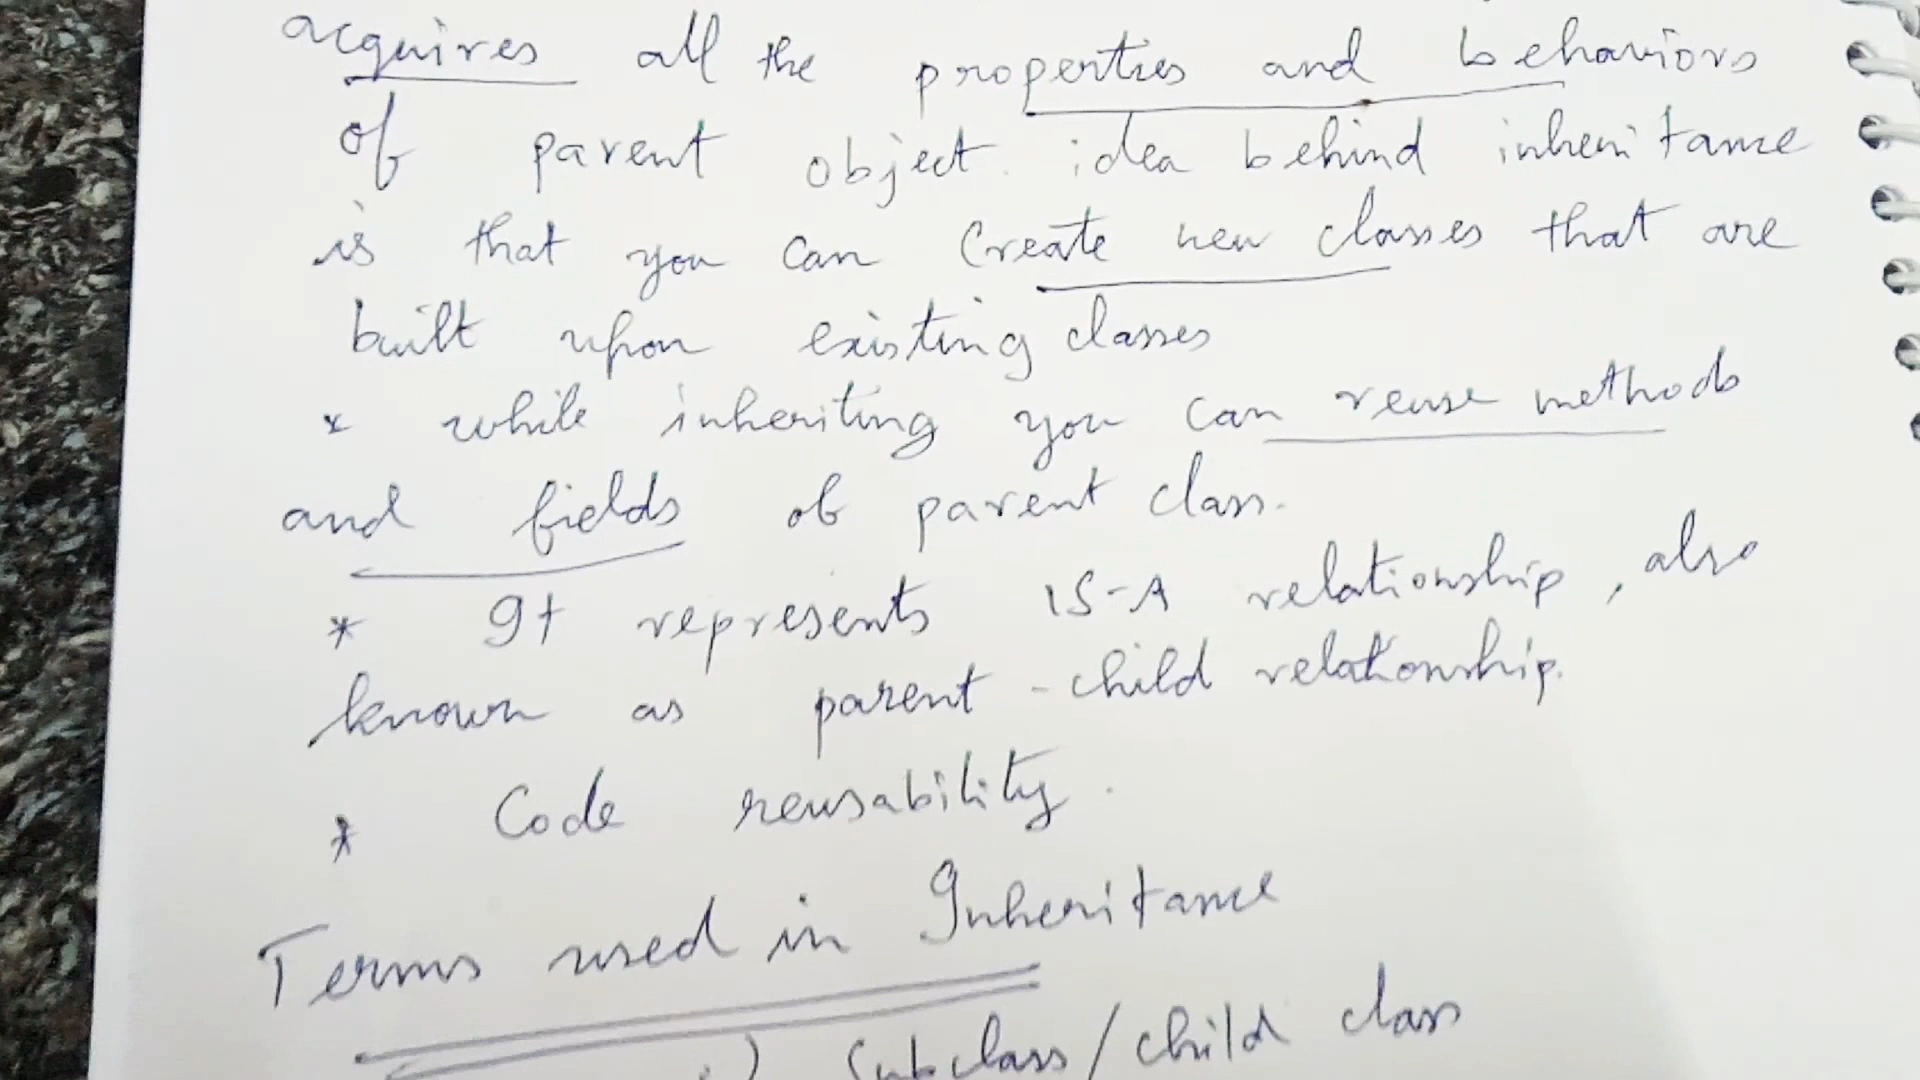 acquires all the properties and behaviors
of parent object. idea behind inheritance
is that you can create new classes that are
built upon existing classes
* while inheriting you can reuse methods
and fields of parent class.
* It represents IS-A relationship, also
known as parent-child relationship.
* Code reusability.
Terms used in Inheritance
i) Subclass/child class